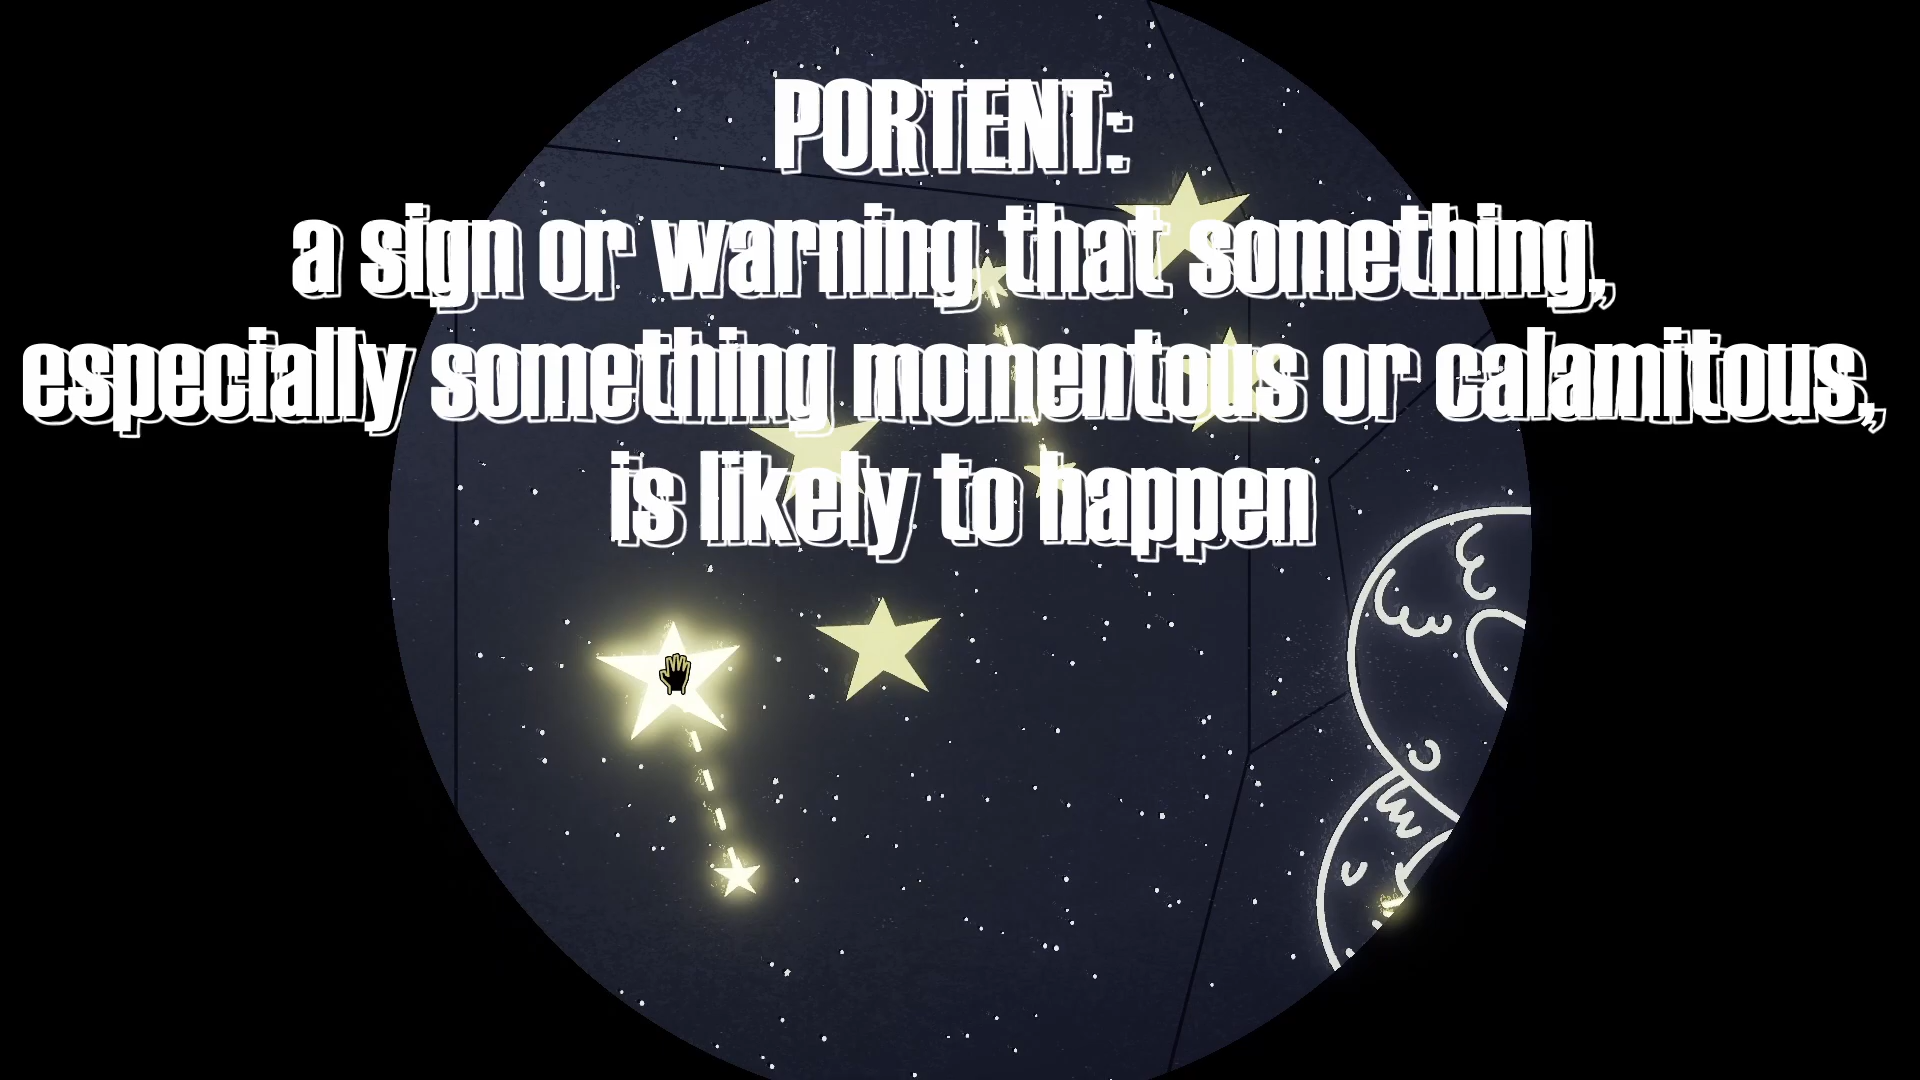 PORTENT:
a sign or warning that something,
especially something momentous or calamitous,
is likely to happen